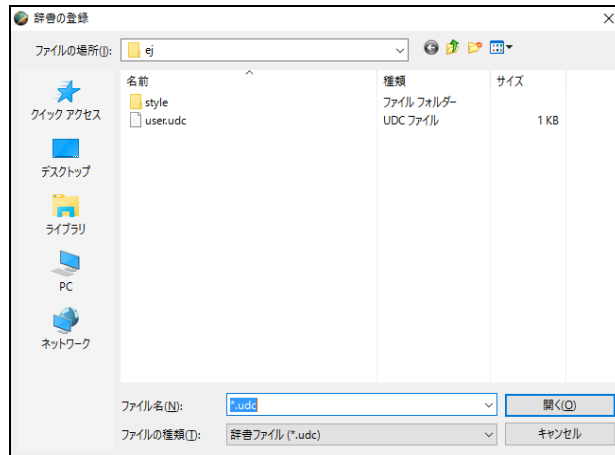 辞書の登録
ファイルの場所(I): ej
名前 種類 サイズ
style ファイル フォルダー
user.udc UDC ファイル 1 KB
クイック アクセス
デスクトップ
ライブラリ
PC
ネットワーク
ファイル名(N): *.udc 開く(O)
ファイルの種類(T): 辞書ファイル (*.udc) キャンセル